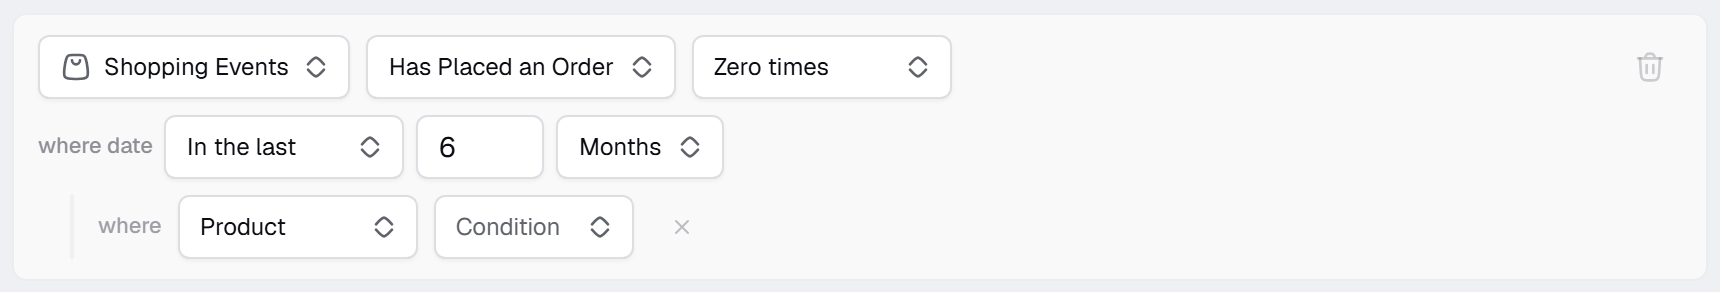 Shopping Events Has Placed an Order Zero times
where date In the last 6 Months
where Product Condition